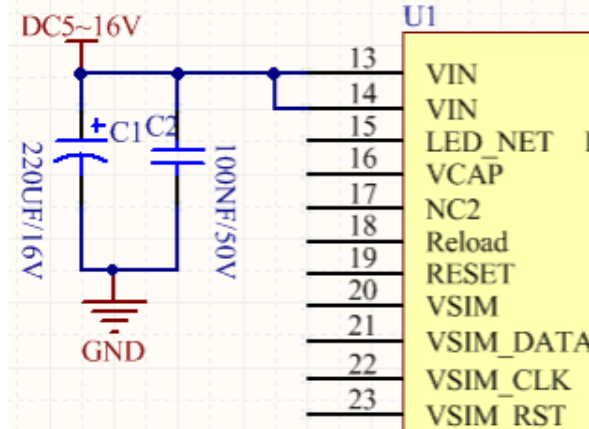 U1
DC5~16V
13 VIN
14 VIN
15 LED_NET
16 VCAP
17 NC2
18 Reload
19 RESET
20 VSIM
21 VSIM_DATA
22 VSIM_CLK
23 VSIM_RST
+ C1
C2
220UF/16V
100NF/50V
GND